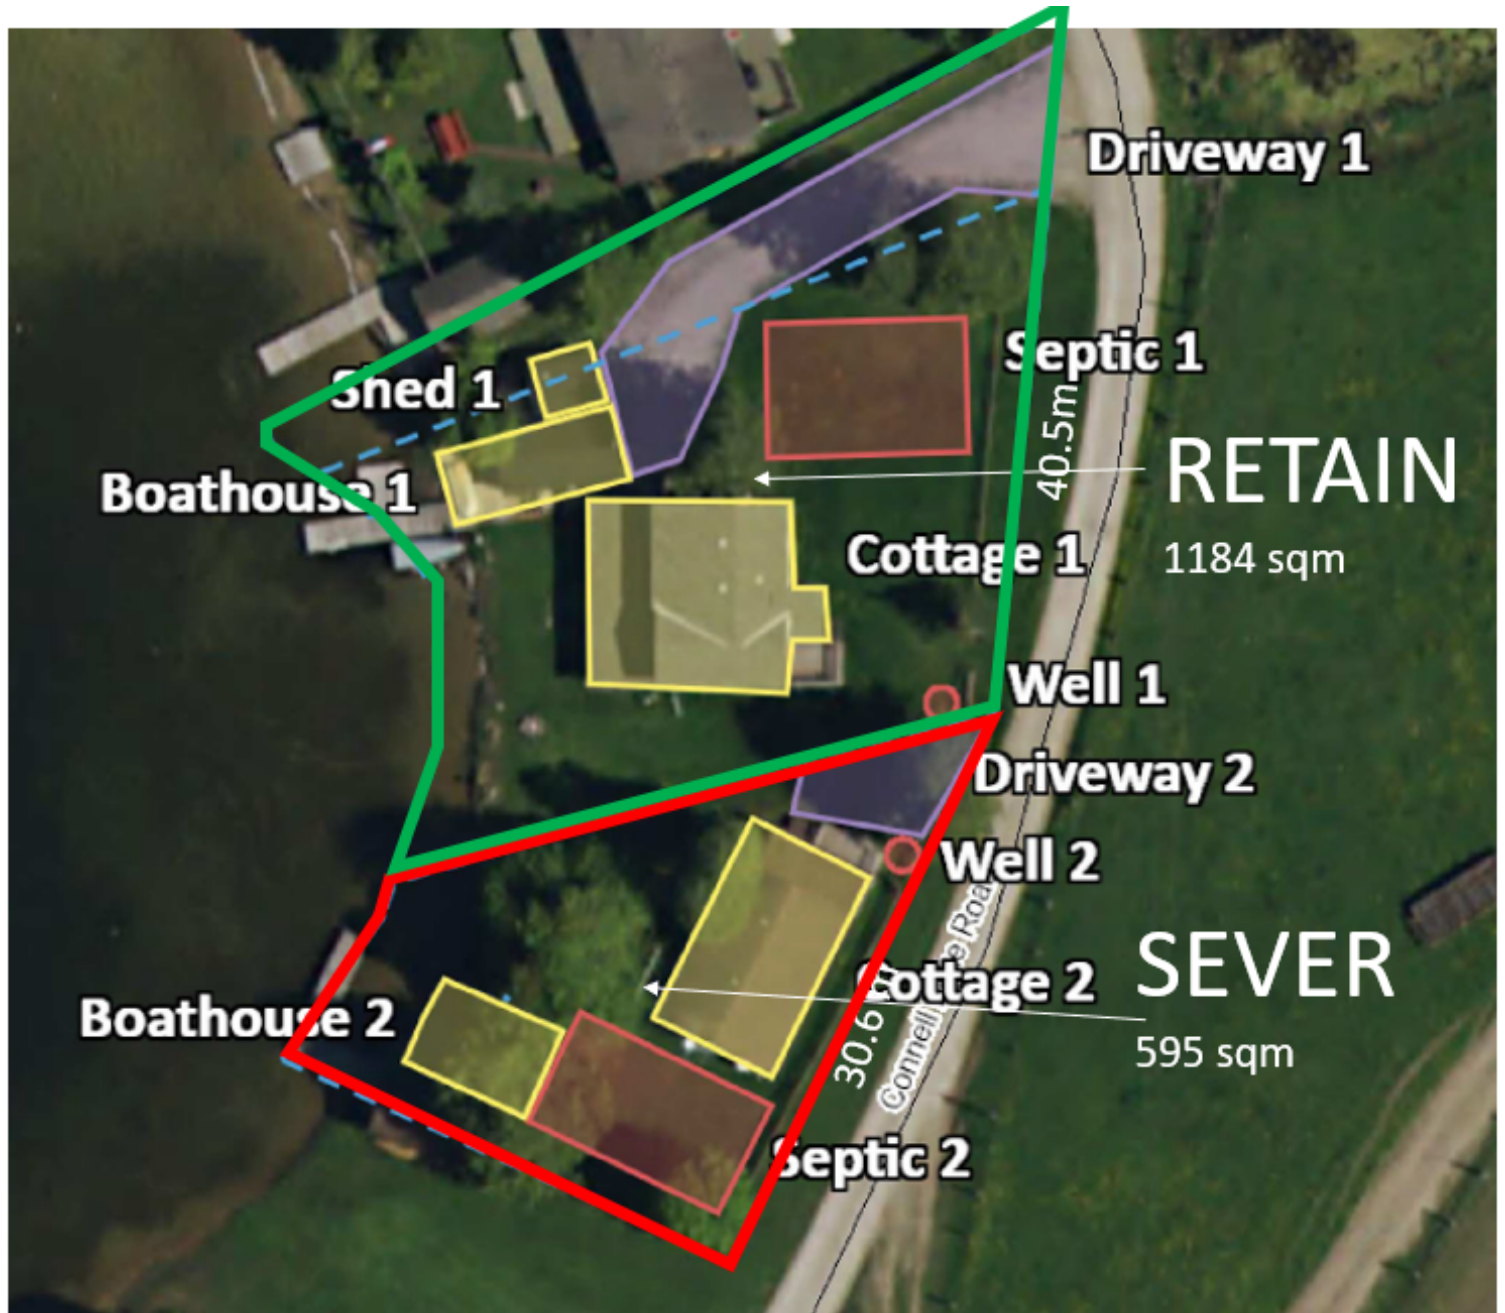 Driveway 1
Septic 1
Shed 1
40.5m
RETAIN
Boathouse 1
1184 sqm
Cottage 1
Well 1
Driveway 2
Well 2
SEVER
Cottage 2
Boathouse 2
30.6
595 sqm
Septic 2